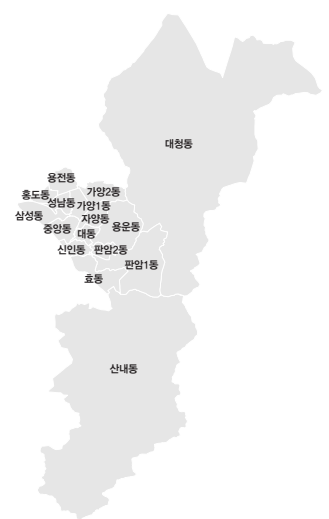 대청동
용전동
가양2동
홍도동
성남동
가양1동
삼성동
자양동
중앙동
용운동
대동
신인동
판암2동
판암1동
효동
산내동